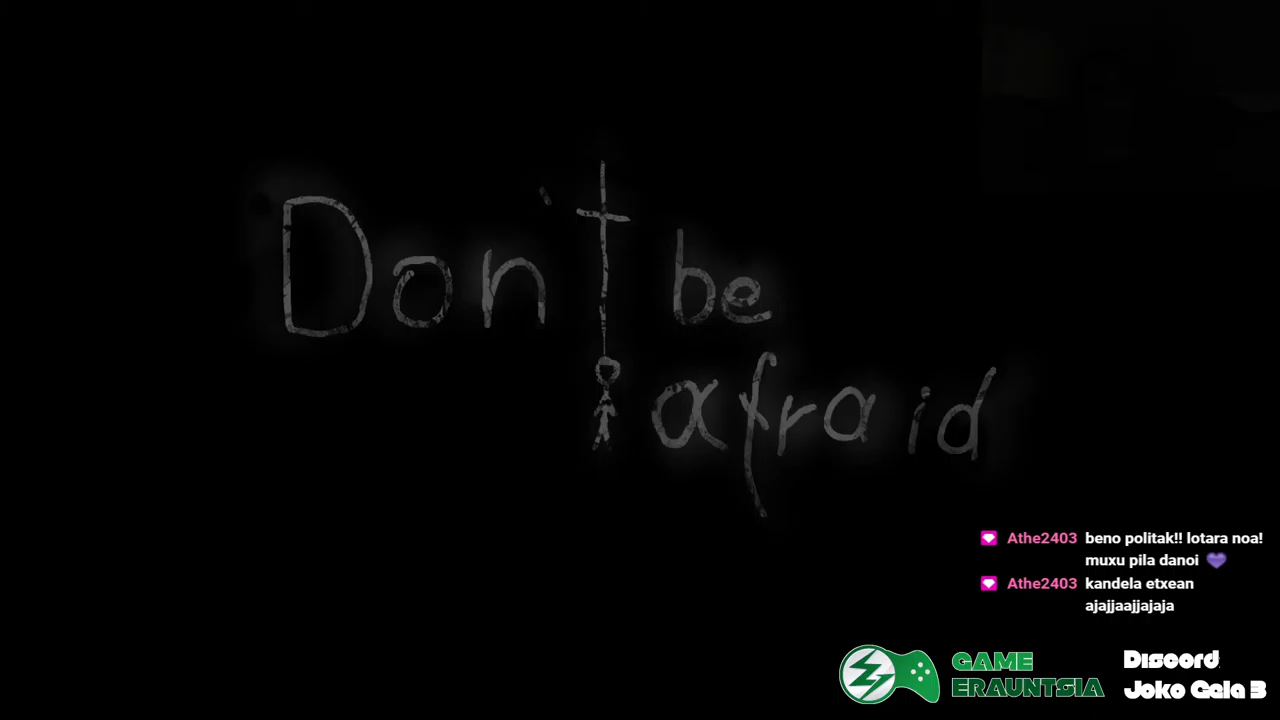 Don't be
afraid
Athe2403 beno politak!! lotara noa!
muxu pila danoi
Athe2403 kandela etxean
ajajjaajjajaja
GAME
ERAUNTSIA
Discord
Joko Gela 3